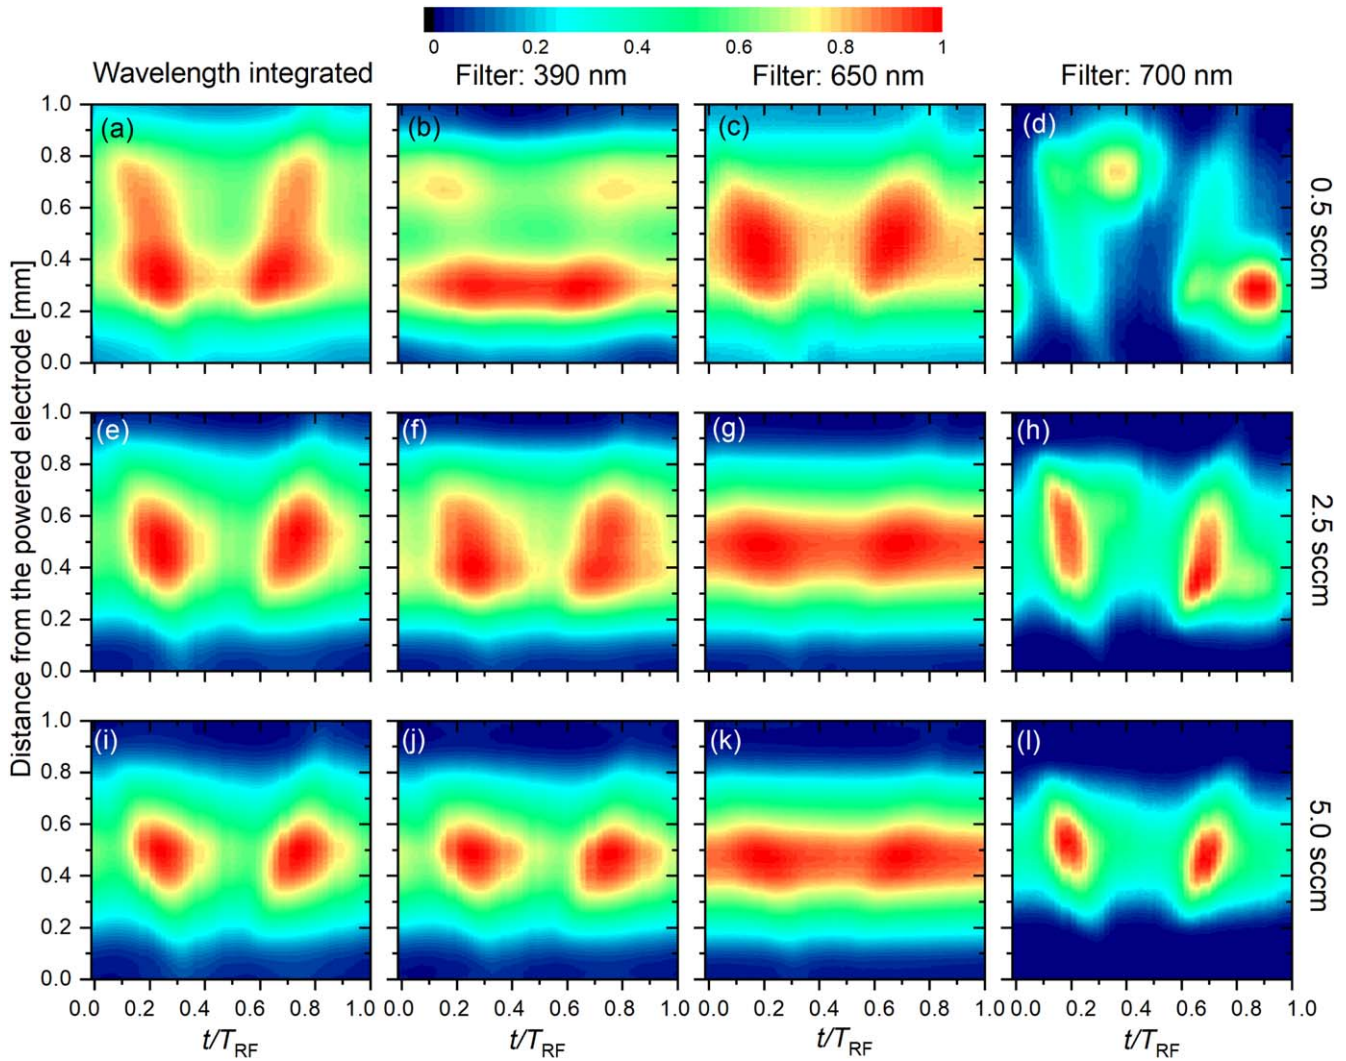 0 0.2 0.4 0.6 0.8 1
Wavelength integrated Filter: 390 nm Filter: 650 nm Filter: 700 nm
Distance from the powered electrode [mm]
1.0 (a) (b) (c) (d)
0.8
0.6
0.4
0.2
0.0
0.5 sccm
1.0 (e) (f) (g) (h)
0.8
0.6
0.4
0.2
0.0
2.5 sccm
1.0 (i) (j) (k) (l)
0.8
0.6
0.4
0.2
0.0
5.0 sccm
0.0 0.2 0.4 0.6 0.8 1.0 0.0 0.2 0.4 0.6 0.8 1.0 0.0 0.2 0.4 0.6 0.8 1.0 0.0 0.2 0.4 0.6 0.8 1.0
t/TRF t/TRF t/TRF t/TRF